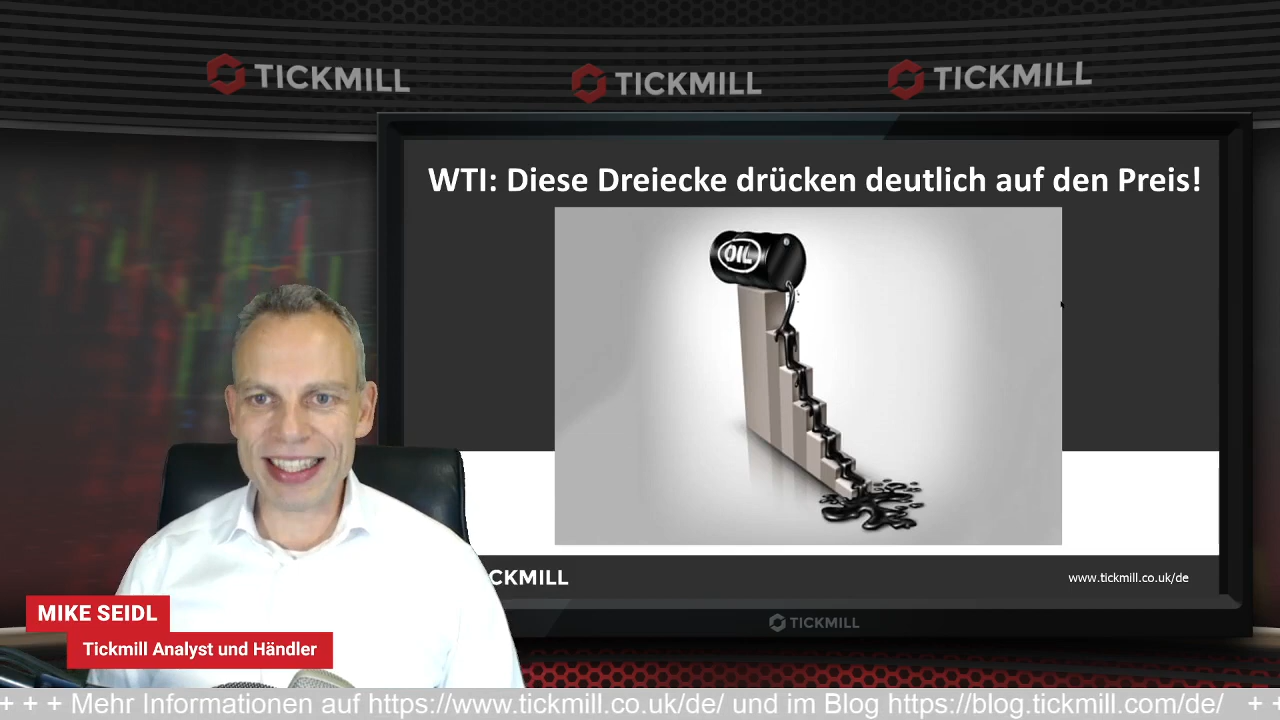 TICKMILL
TICKMILL
TICKMILL
WTI: Diese Dreiecke drücken deutlich auf den Preis!
OIL
CKMILL
www.tickmill.co.uk/de
TICKMILL
MIKE SEIDL
Tickmill Analyst und Händler
+ + + Mehr Informationen auf https://www.tickmill.co.uk/de/ und im Blog https://blog.tickmill.com/de/ + +